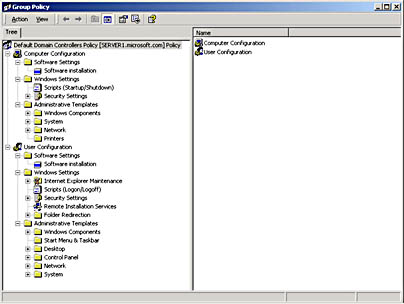 Group Policy
Action View
Tree
Name
Default Domain Controllers Policy [SERVER1.microsoft.com] Policy
Computer Configuration
Software Settings
Software installation
Windows Settings
Scripts (Startup/Shutdown)
Security Settings
Administrative Templates
Windows Components
System
Network
Printers
User Configuration
Software Settings
Software installation
Windows Settings
Internet Explorer Maintenance
Scripts (Logon/Logoff)
Security Settings
Remote Installation Services
Folder Redirection
Administrative Templates
Windows Components
Start Menu & Taskbar
Desktop
Control Panel
Network
System
Computer Configuration
User Configuration